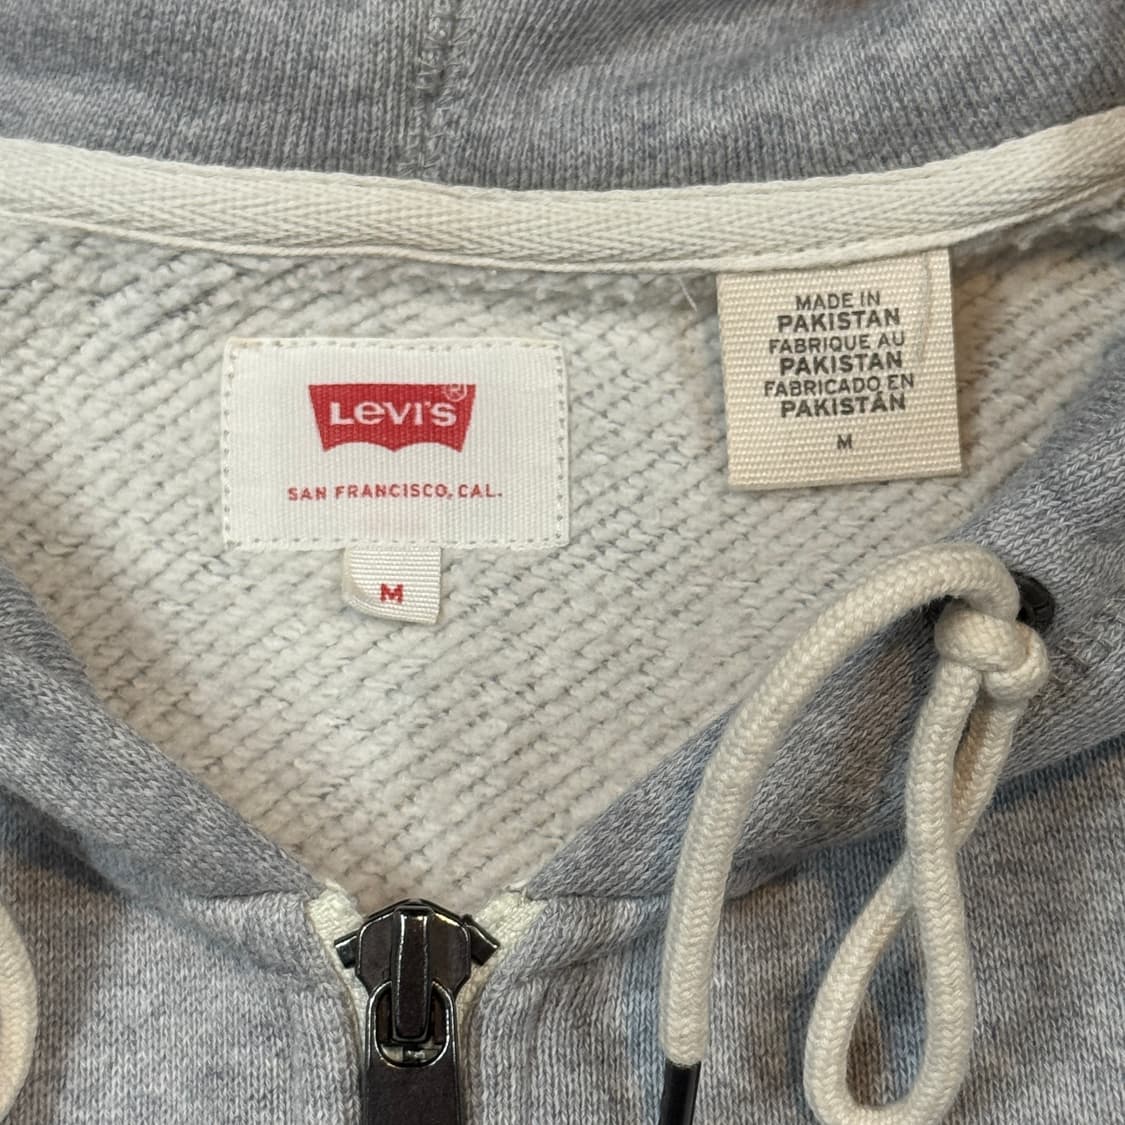 LEVI'S®
SAN FRANCISCO, CAL.
M
MADE IN
PAKISTAN
FABRIQUE AU
PAKISTAN
FABRICADO EN
PAKISTÁN
M